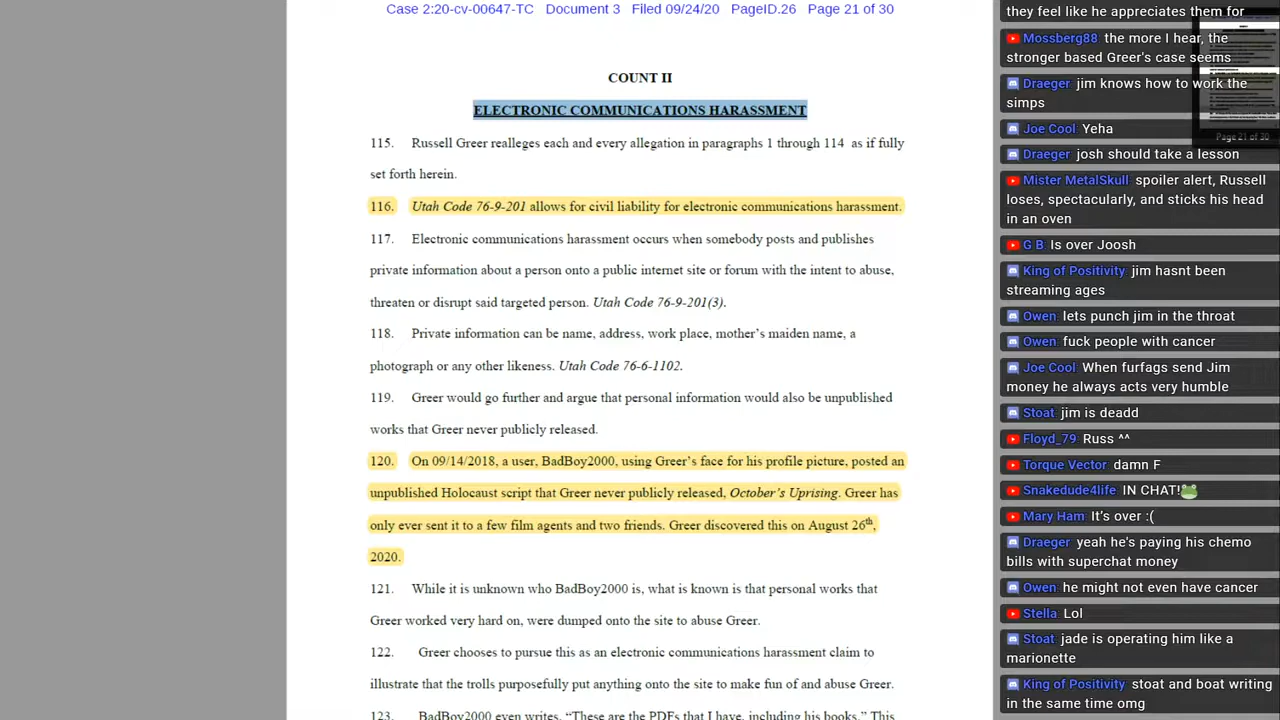 Case 2:20-cv-00647-TC Document 3 Filed 09/24/20 PageID.26 Page 21 of 30
COUNT II
ELECTRONIC COMMUNICATIONS HARASSMENT
115. Russell Greer realleges each and every allegation in paragraphs 1 through 114 as if fully
set forth herein.
116. Utah Code 76-9-201 allows for civil liability for electronic communications harassment.
117. Electronic communications harassment occurs when somebody posts and publishes
private information about a person onto a public internet site or forum with the intent to abuse,
threaten or disrupt said targeted person. Utah Code 76-9-201(3).
118. Private information can be name, address, work place, mother's maiden name, a
photograph or any other likeness. Utah Code 76-6-1102.
119. Greer would go further and argue that personal information would also be unpublished
works that Greer never publicly released.
120. On 09/14/2018, a user, BadBoy2000, using Greer's face for his profile picture, posted an
unpublished Holocaust script that Greer never publicly released, October's Uprising. Greer has
only ever sent it to a few film agents and two friends. Greer discovered this on August 26th,
2020.
121. While it is unknown who BadBoy2000 is, what is known is that personal works that
Greer worked very hard on, were dumped onto the site to abuse Greer.
122. Greer chooses to pursue this as an electronic communications harassment claim to
illustrate that the trolls purposefully put anything onto the site to make fun of and abuse Greer.
123. BadBoy2000 even writes, "These are the PDFs that I have, including his books." This
they feel like he appreciates them for
Mossberg88 the more I hear, the
stronger based Greer's case seems
Draeger jim knows how to work the
simps
Page 21 of 30
Joe Cool: Yeha
Draeger: josh should take a lesson
Mister MetalSkull: spoiler alert, Russell
loses, spectacularly, and sticks his head
in an oven
G B: Is over Joosh
King of Positivity: jim hasnt been
streaming ages
Owen: lets punch jim in the throat
Owen: fuck people with cancer
Joe Cool: When furfags send Jim
money he always acts very humble
Stoat: jim is deadd
Floyd_79: Russ ^^
Torque Vector: damn F
Snakedude4life: IN CHAT!🐸
Mary Ham: It's over :(
Draeger: yeah he's paying his chemo
bills with superchat money
Owen: he might not even have cancer
Stella: Lol
Stoat: jade is operating him like a
marionette
King of Positivity: stoat and boat writing
in the same time omg